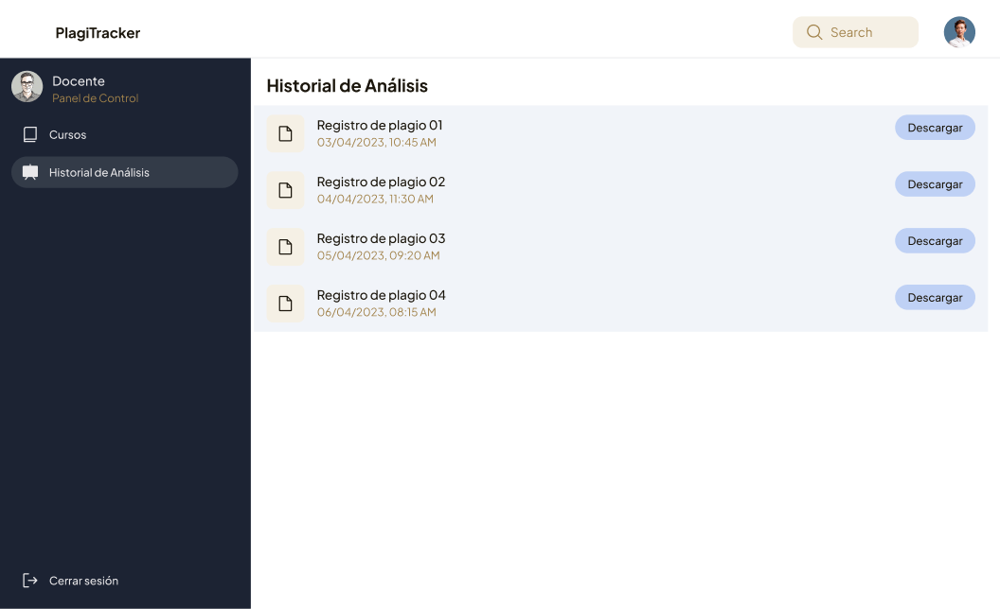 PlagiTracker
Search
Docente
Panel de Control
Cursos
Historial de Análisis
Cerrar sesión
Historial de Análisis
Registro de plagio 01
03/04/2023, 10:45 AM
Descargar
Registro de plagio 02
04/04/2023, 11:30 AM
Descargar
Registro de plagio 03
05/04/2023, 09:20 AM
Descargar
Registro de plagio 04
06/04/2023, 08:15 AM
Descargar